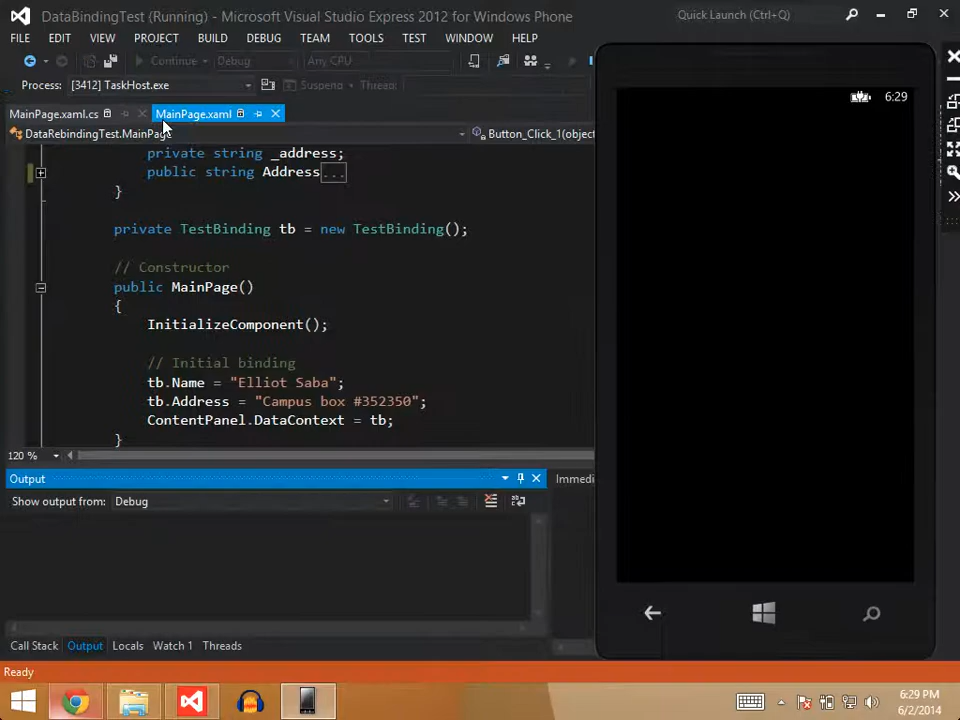 DataBindingTest (Running) - Microsoft Visual Studio Express 2012 for Windows Phone
Quick Launch (Ctrl+Q)
FILE EDIT VIEW PROJECT BUILD DEBUG TEAM TOOLS TEST WINDOW HELP
Continue Debug Any CPU
Process: [3412] TaskHost.exe Suspend Thread:
MainPage.xaml.cs MainPage.xaml
DataRebindingTest.MainPage Button_Click_1(object
6:29
private string _address;
public string Address...
}
private TestBinding tb = new TestBinding();
// Constructor
public MainPage()
{
InitializeComponent();
// Initial binding
tb.Name = "Elliot Saba";
tb.Address = "Campus box #352350";
ContentPanel.DataContext = tb;
}
120 %
Output
Immedi
Show output from: Debug
Call Stack Output Locals Watch 1 Threads
Ready
6:29 PM
6/2/2014